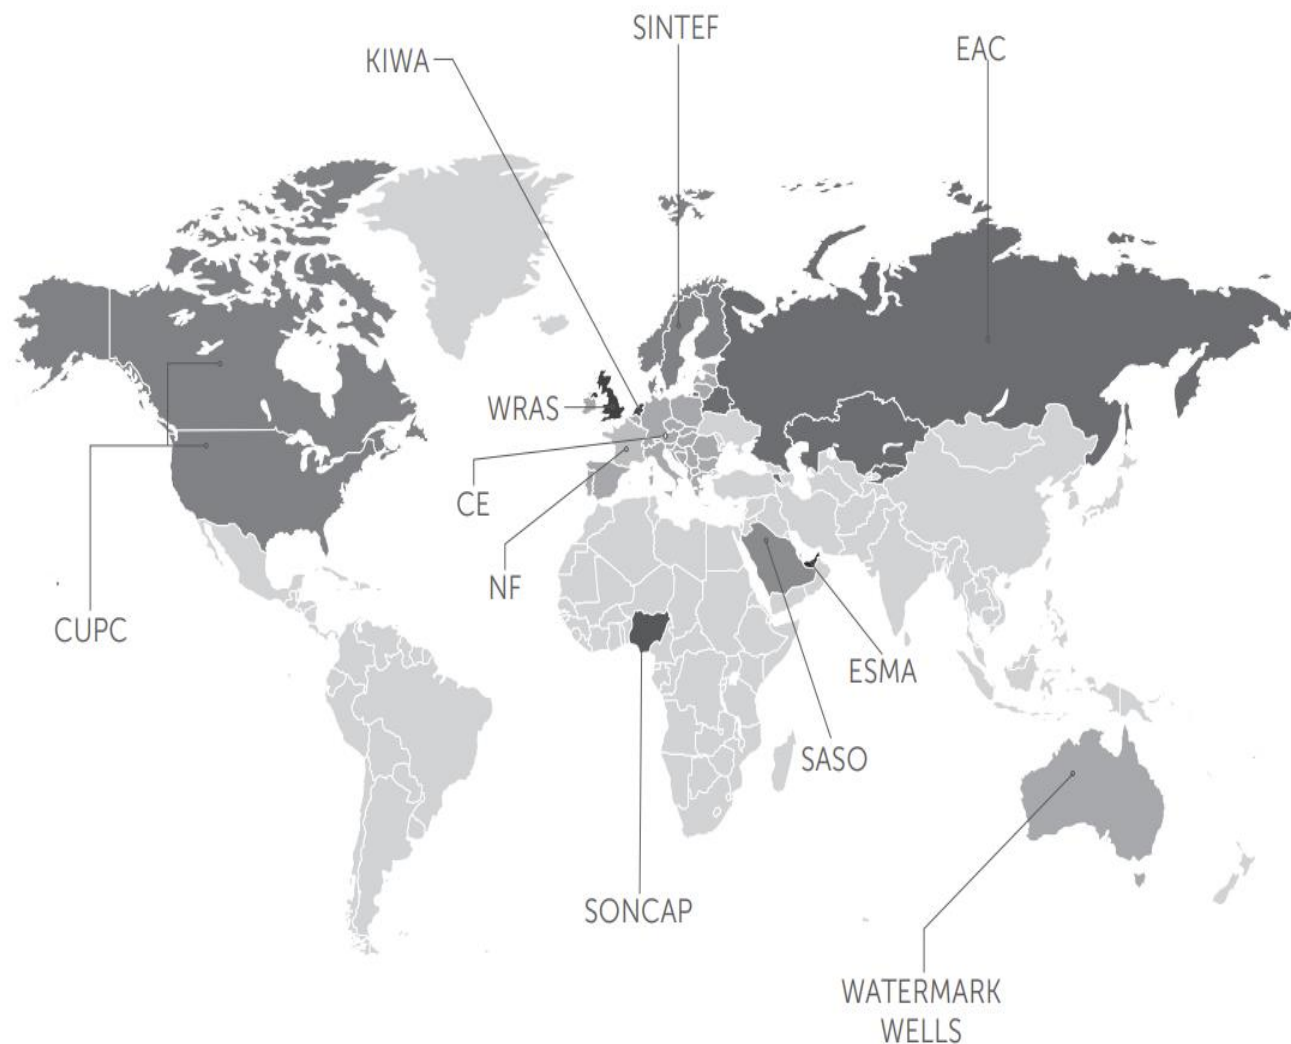 SINTEF
EAC
KIWA
WRAS
CE
NF
CUPC
ESMA
SASO
SONCAP
WATERMARK
WELLS